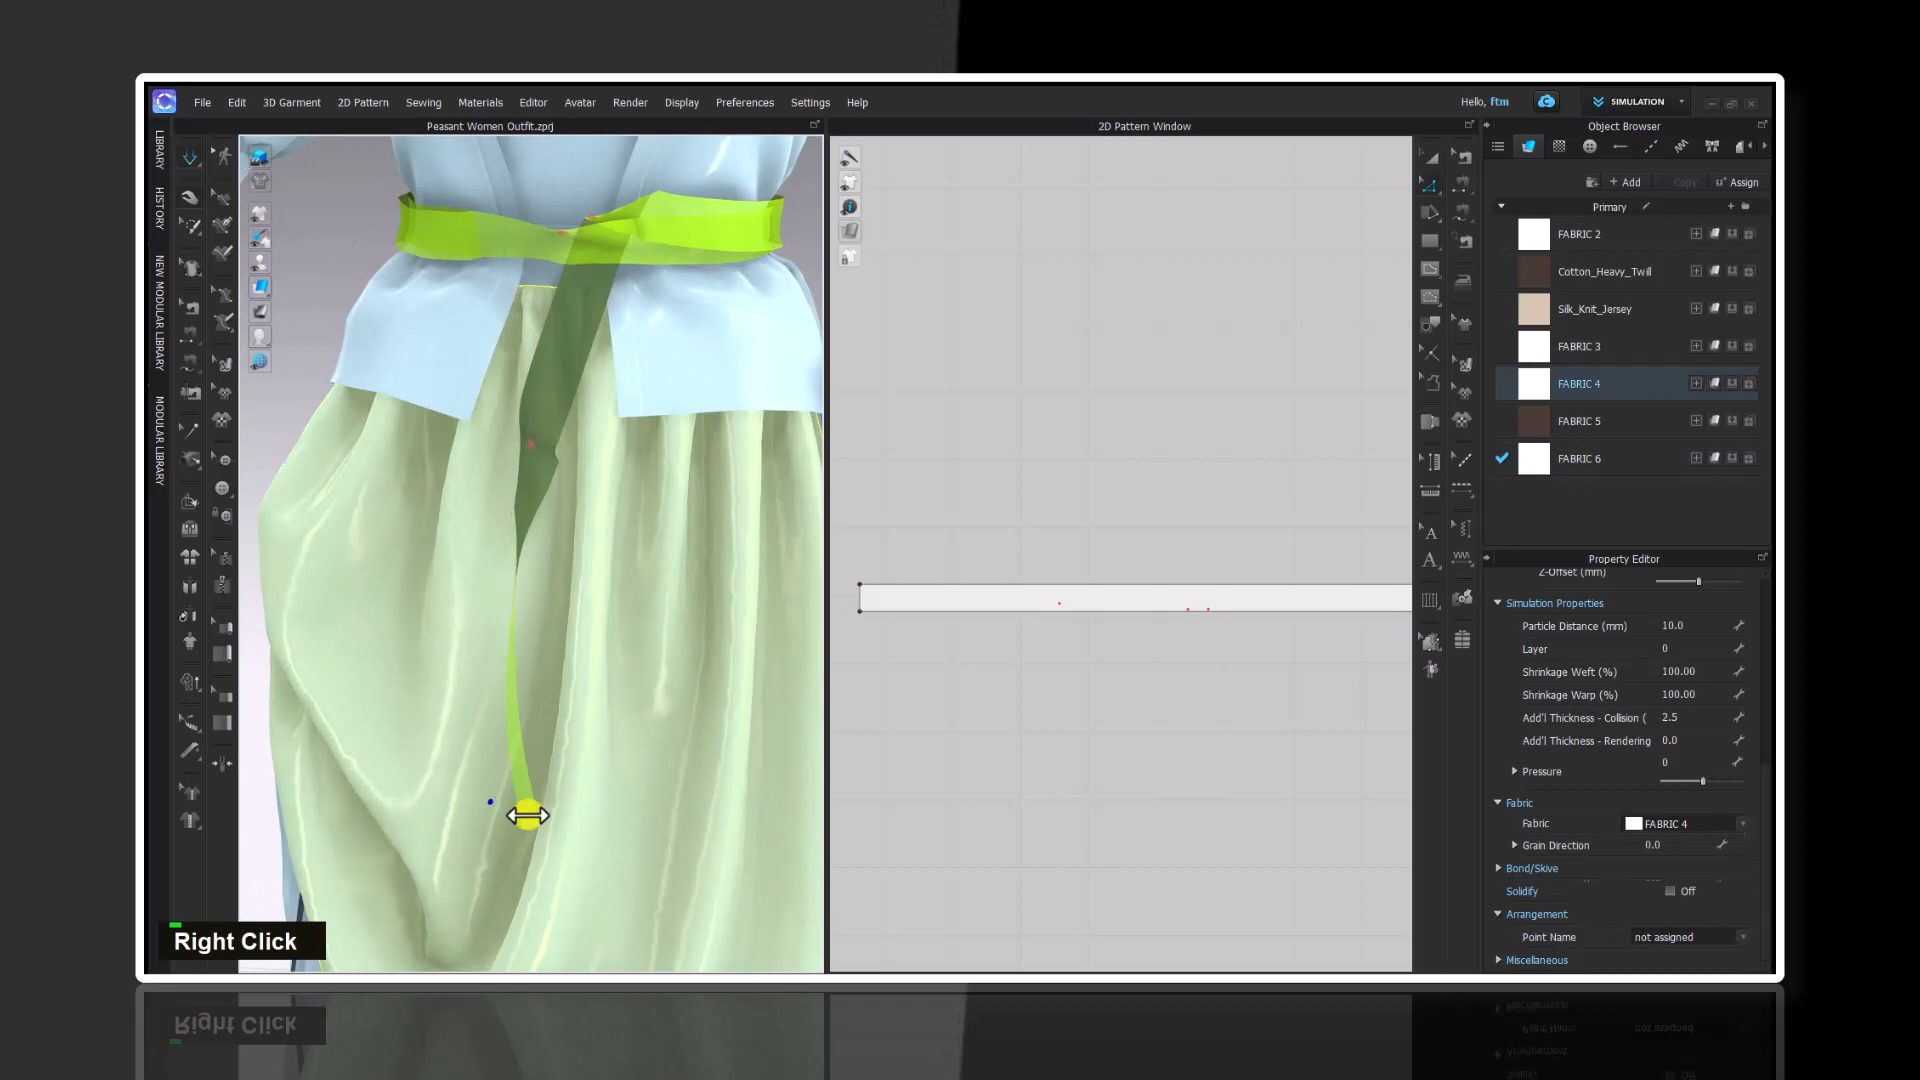 File Edit 3D Garment 2D Pattern Sewing Materials Editor Avatar Render Display Preferences Settings Help
Hello, ftm
SIMULATION
Peasant Women Outfit.zprj
2D Pattern Window
Object Browser
LIBRARY
HISTORY
NEW MODULAR LIBRARY
MODULAR LIBRARY
+ Add
Copy
Assign
Primary
FABRIC 2
Cotton_Heavy_Twill
Silk_Knit_Jersey
FABRIC 3
FABRIC 4
FABRIC 5
FABRIC 6
Property Editor
Z-Offset (mm)
Simulation Properties
Particle Distance (mm) 10.0
Layer 0
Shrinkage Weft (%) 100.00
Shrinkage Warp (%) 100.00
Add'l Thickness - Collision ( 2.5
Add'l Thickness - Rendering 0.0
Pressure 0
Fabric
Fabric FABRIC 4
Grain Direction 0.0
Bond/Skive
Solidify Off
Arrangement
Point Name not assigned
Miscellaneous
Right Click